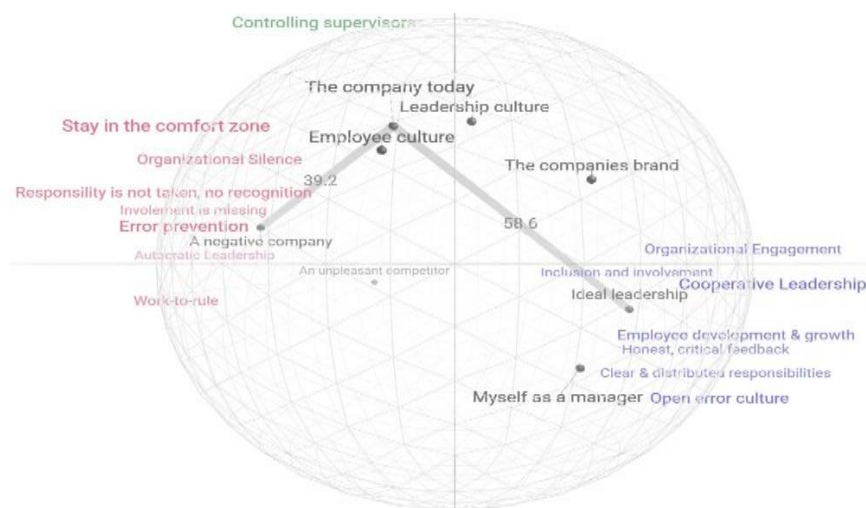 Controlling supervisors
The company today
Leadership culture
Stay in the comfort zone
Employee culture
Organizational Silence
The companies brand
39.2
Responsility is not taken, no recognition
Involement is missing
Error prevention
58.6
A negative company
Organizational Engagement
Autocratic Leadership
An unpleasant competitor
Inclusion and involvement
Cooperative Leadership
Ideal leadership
Work-to-rule
Employee development & growth
Honest, critical feedback
Clear & distributed responsibilities
Myself as a manager
Open error culture